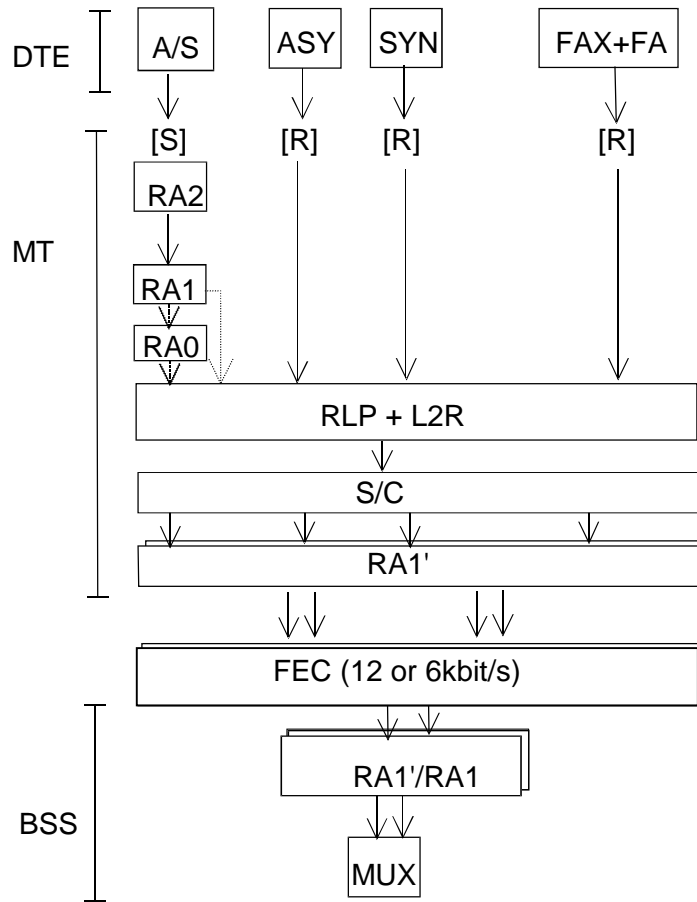 DTE
A/S
ASY
SYN
FAX+FA
[S]
[R]
[R]
[R]
MT
RA2
RA1
RA0
RLP + L2R
S/C
RA1'
FEC (12 or 6kbit/s)
BSS
RA1'/RA1
MUX